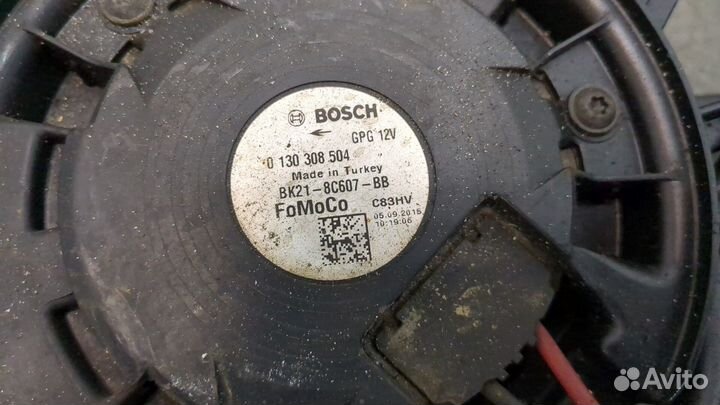 BOSCH
GPG 12V
0 130 308 504
Made in Turkey
BK21-8C607-BB
FoMoCo C83HV
05.09.2015
10:19:06
Avito